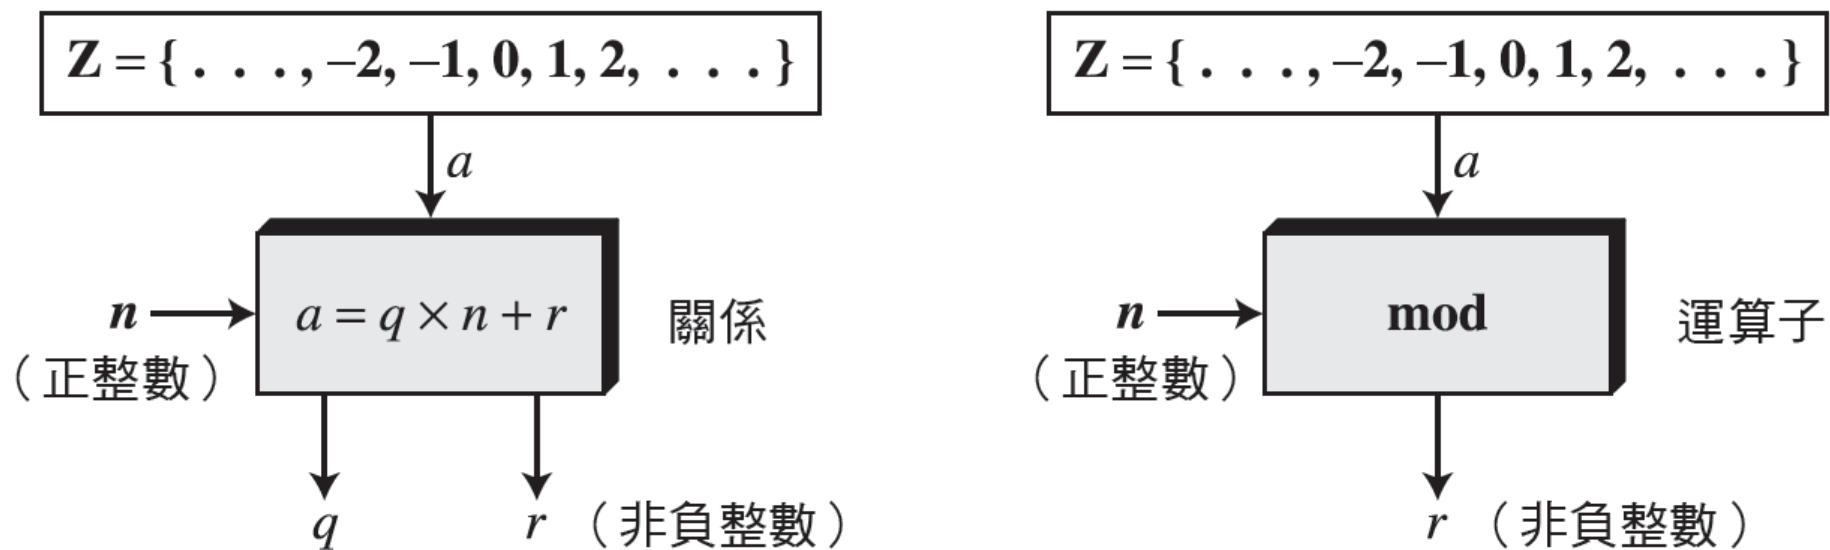 Z = { . . . , –2, –1, 0, 1, 2, . . . }
a
n
（正整數）
a = q × n + r
關係
q
r （非負整數）
Z = { . . . , –2, –1, 0, 1, 2, . . . }
a
n
（正整數）
mod
運算子
r （非負整數）